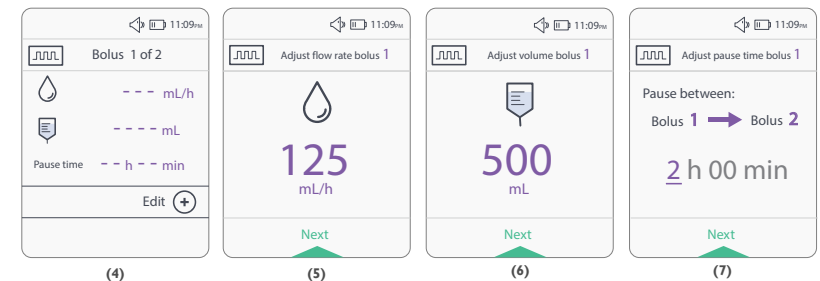 11:09PM
Bolus 1 of 2
- - - mL/h
- - - - mL
Pause time - - h - - min
Edit +
(4)
11:09PM
Adjust flow rate bolus 1
125
mL/h
Next
(5)
11:09PM
Adjust volume bolus 1
500
mL
Next
(6)
11:09PM
Adjust pause time bolus 1
Pause between:
Bolus 1 Bolus 2
2 h 00 min
Next
(7)